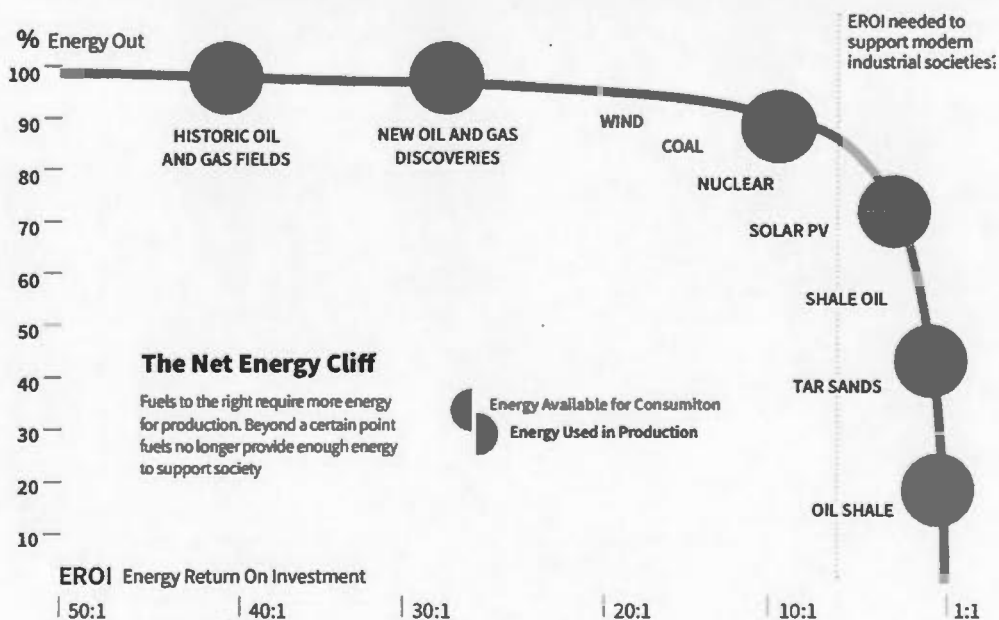 % Energy Out
EROI needed to
support modern
industrial societies:
100
90
80
70
60
50
40
30
20
10
HISTORIC OIL
AND GAS FIELDS
NEW OIL AND GAS
DISCOVERIES
WIND
COAL
NUCLEAR
SOLAR PV
SHALE OIL
TAR SANDS
OIL SHALE
The Net Energy Cliff
Fuels to the right require more energy
for production. Beyond a certain point
fuels no longer provide enough energy
to support society
Energy Available for Consumiton
Energy Used in Production
EROI Energy Return On Investment
50:1 40:1 30:1 20:1 10:1 1:1